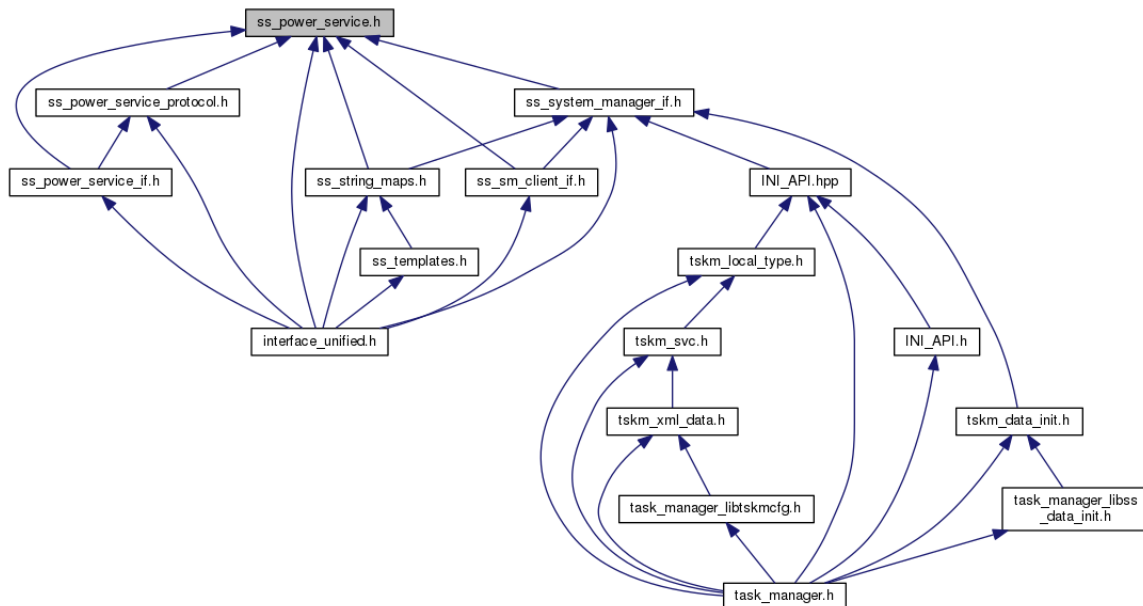 ss_power_service.h
ss_power_service_protocol.h
ss_system_manager_if.h
ss_power_service_if.h
ss_string_maps.h
ss_sm_client_if.h
INI_API.hpp
ss_templates.h
tskm_local_type.h
interface_unified.h
tskm_svc.h
INI_API.h
tskm_xml_data.h
tskm_data_init.h
task_manager_libtskmcfg.h
task_manager_libss
_data_init.h
task_manager.h